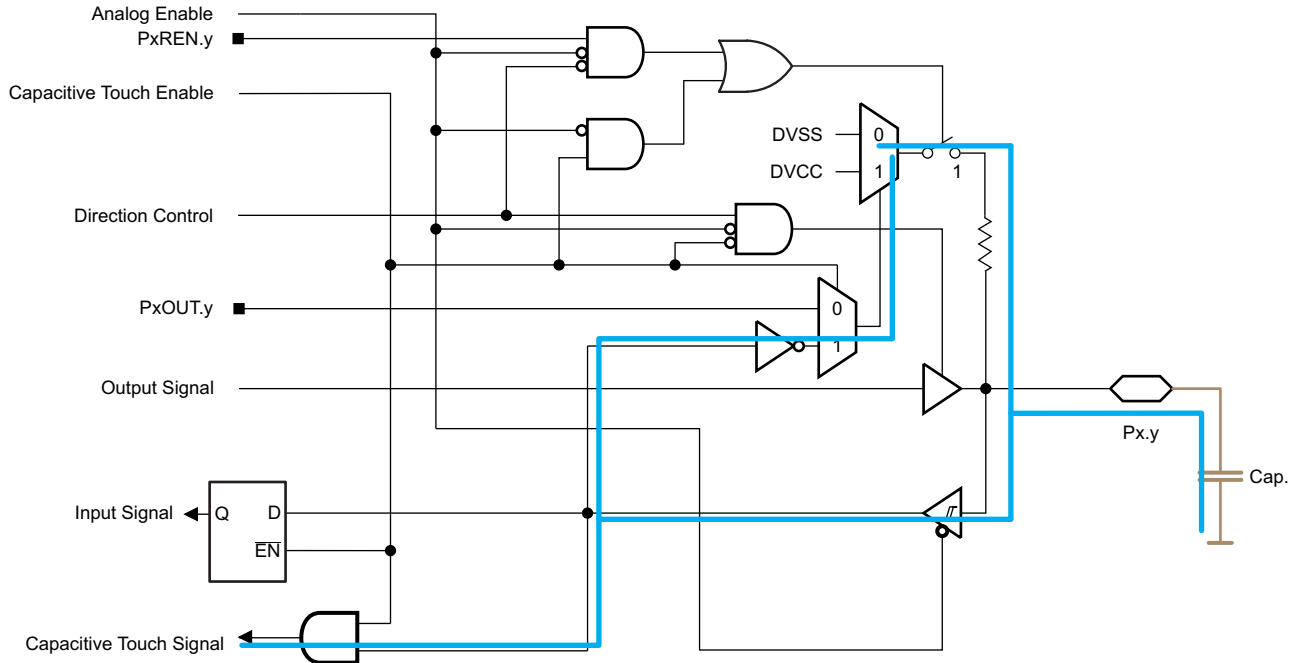 Analog Enable
PxREN.y
Capacitive Touch Enable
DVSS
0
DVCC
1
1
Direction Control
PxOUT.y
0
1
Output Signal
Px.y
Cap.
Input Signal
Q
D
EN
Capacitive Touch Signal